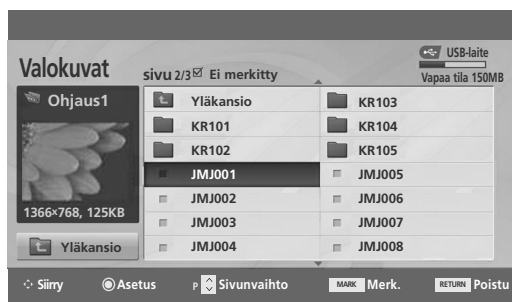 USB-laite
Valokuvat
sivu 2/3 Ei merkitty
Vapaa tila 150MB
Ohjaus1
1366×768, 125KB
Yläkansio
Yläkansio KR103
KR101 KR104
KR102 KR105
JMJ001 JMJ005
JMJ002 JMJ006
JMJ003 JMJ007
JMJ004 JMJ008
Siirry Asetus P Sivunvaihto MARK Merk. RETURN Poistu